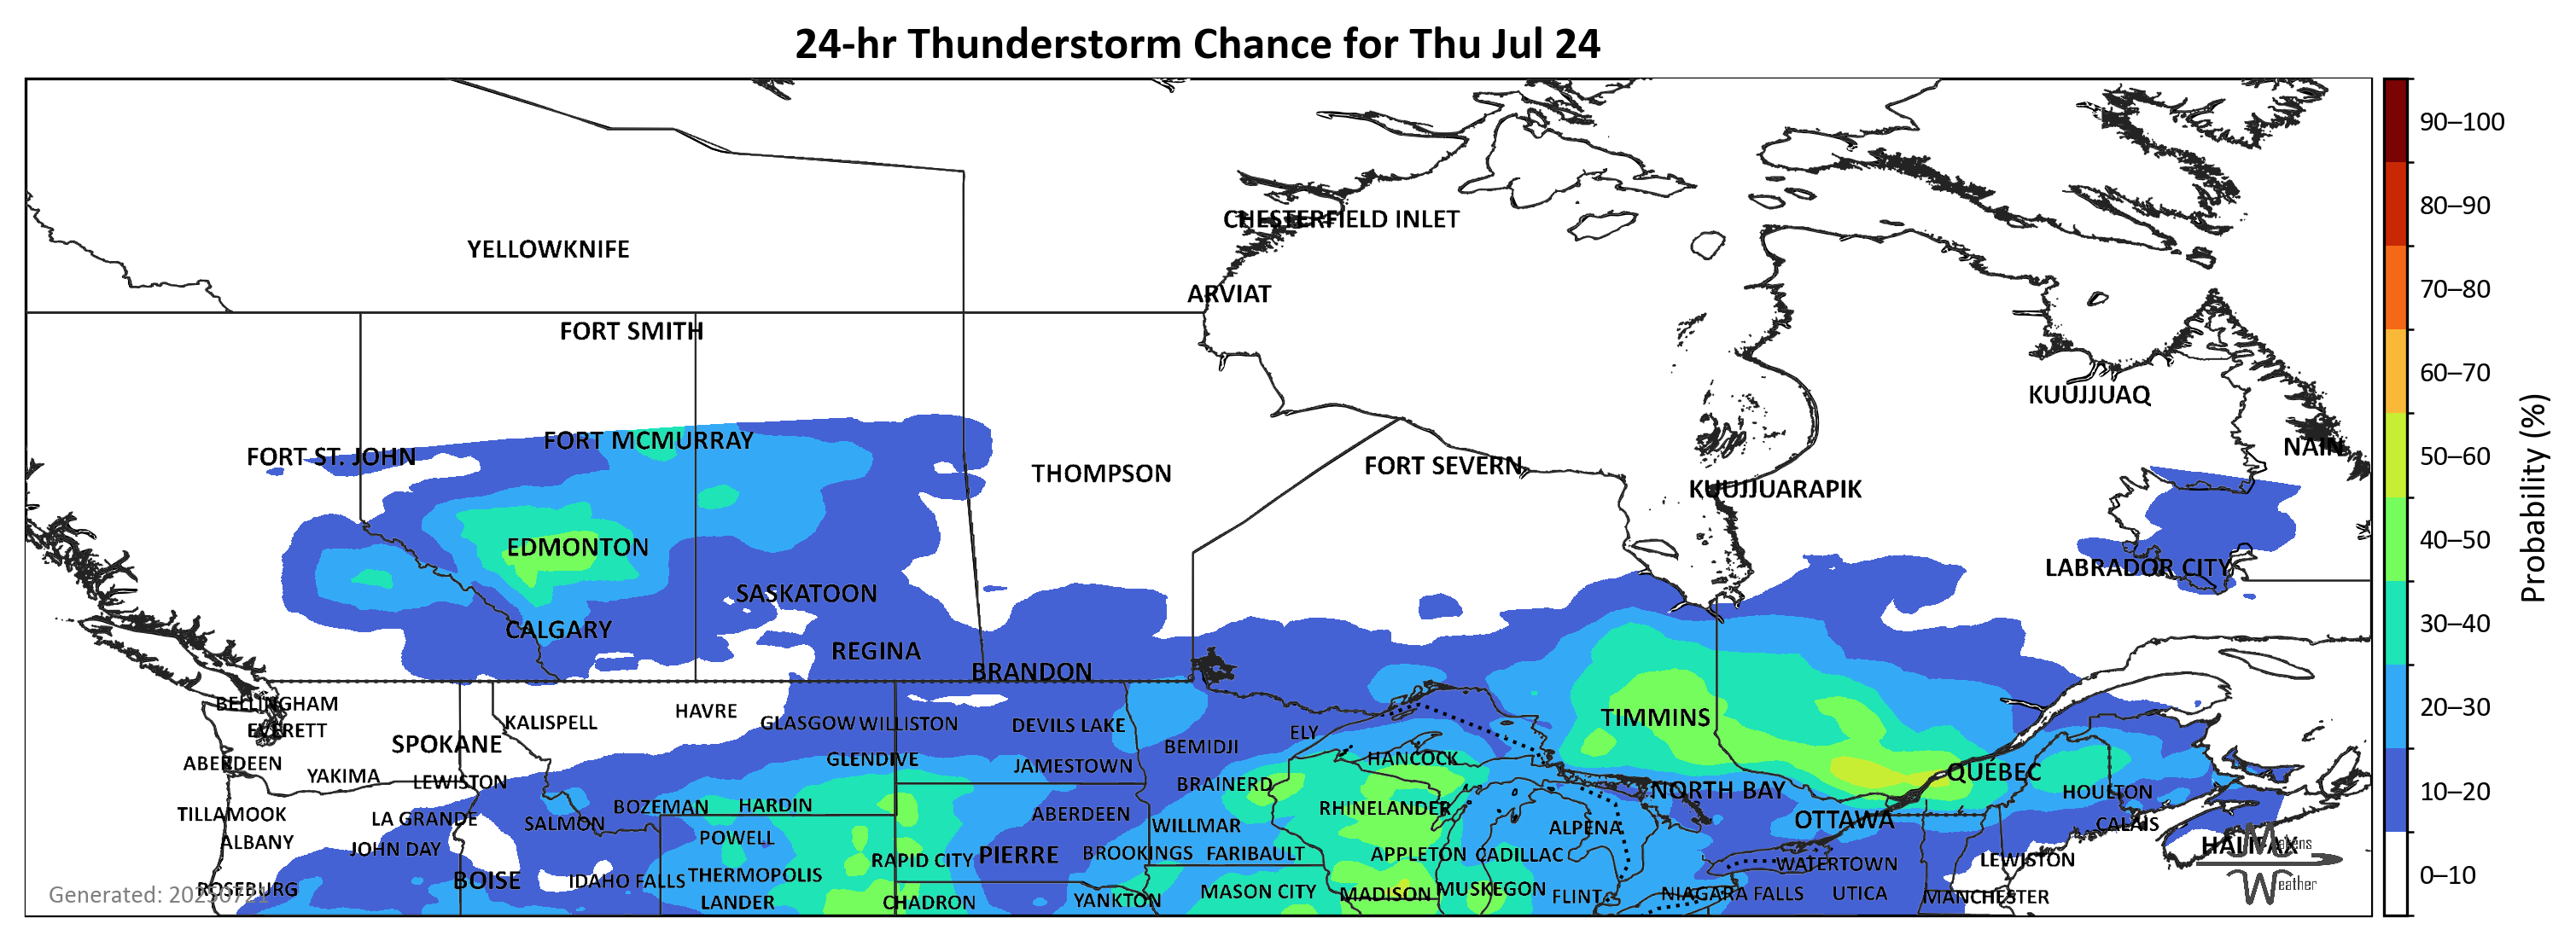 24-hr Thunderstorm Chance for Thu Jul 24
90–100
80–90
70–80
60–70
50–60
40–50
30–40
20–30
10–20
0–10
Probability (%)
CHESTERFIELD INLET
YELLOWKNIFE
ARVIAT
FORT SMITH
KUUJJUAQ
FORT MCMURRAY
NAIN
FORT ST. JOHN
FORT SEVERN
THOMPSON
KUUJJUARAPIK
EDMONTON
LABRADOR CITY
SASKATOON
CALGARY
REGINA
BRANDON
BELLINGHAM
HAVRE
TIMMINS
KALISPELL
GLASGOW
WILLISTON
DEVILS LAKE
EVERETT
ELY
SPOKANE
BEMIDJI
GLENDIVE
HANCOCK
ABERDEEN
JAMESTOWN
QUÉBEC
YAKIMA
LEWISTON
BRAINERD
NORTH BAY
HOULTON
BOZEMAN
HARDIN
RHINELANDER
TILLAMOOK
ABERDEEN
LA GRANDE
OTTAWA
SALMON
WILLMAR
ALPENA
CALAIS
POWELL
ALBANY
HALIFAX
JOHN DAY
BROOKINGS
FARIBAULT
PIERRE
APPLETON
CADILLAC
RAPID CITY
LEWISTON
WATERTOWN
THERMOPOLIS
BOISE
IDAHO FALLS
ROSEBURG
MASON CITY
MUSKEGON
MADISON
NIAGARA FALLS
UTICA
FLINT
MANCHESTER
YANKTON
LANDER
CHADRON
Generated: 20250721
Weather